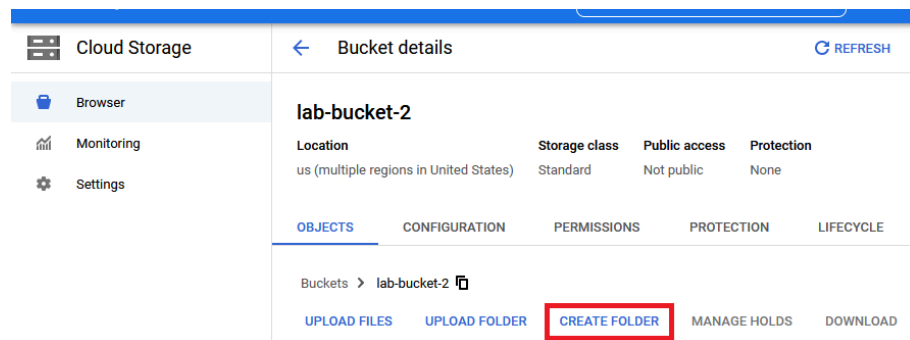 Cloud Storage
Bucket details
REFRESH
Browser
Monitoring
Settings
lab-bucket-2
Location Storage class Public access Protection
us (multiple regions in United States) Standard Not public None
OBJECTS CONFIGURATION PERMISSIONS PROTECTION LIFECYCLE
Buckets > lab-bucket-2
UPLOAD FILES UPLOAD FOLDER CREATE FOLDER MANAGE HOLDS DOWNLOAD